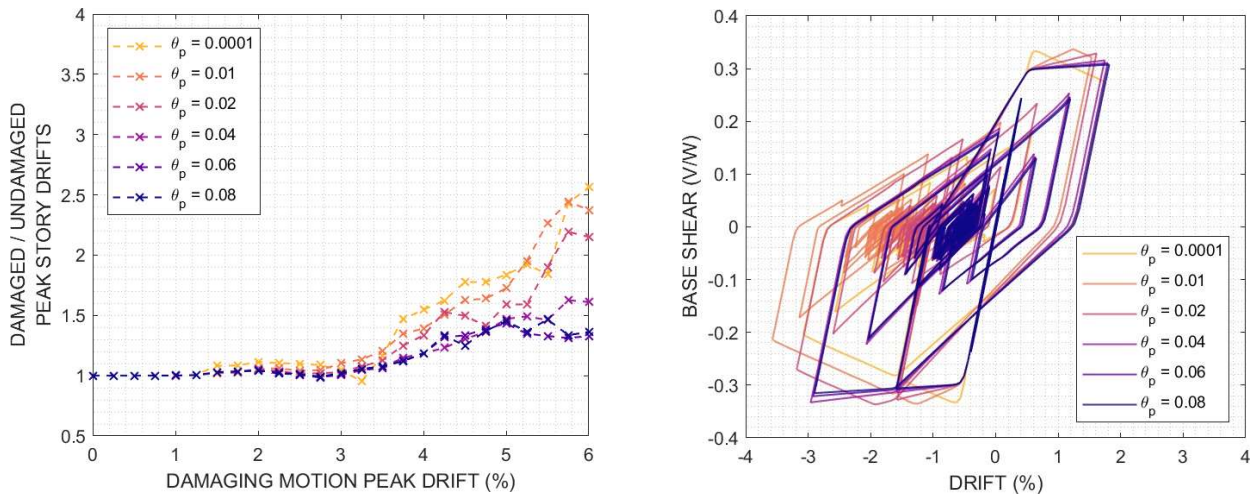 DAMAGED / UNDAMAGED
PEAK STORY DRIFTS
4
3.5
3
2.5
2
1.5
1
0.5
θp = 0.0001
θp = 0.01
θp = 0.02
θp = 0.04
θp = 0.06
θp = 0.08
0 1 2 3 4 5 6
DAMAGING MOTION PEAK DRIFT (%)
BASE SHEAR (V/W)
0.4
0.3
0.2
0.1
0
-0.1
-0.2
-0.3
-0.4
θp = 0.0001
θp = 0.01
θp = 0.02
θp = 0.04
θp = 0.06
θp = 0.08
-4 -3 -2 -1 0 1 2 3 4
DRIFT (%)